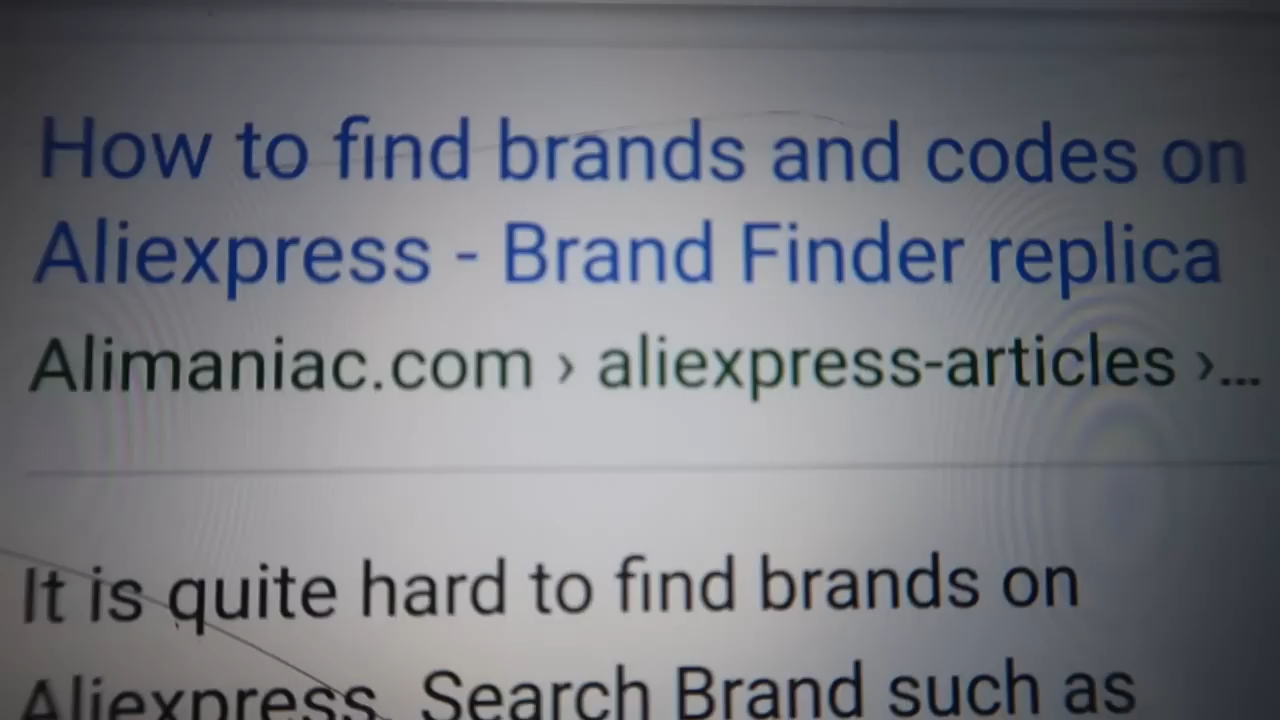 How to find brands and codes on
Aliexpress - Brand Finder replica
Alimaniac.com › aliexpress-articles ›...
It is quite hard to find brands on
Aliexpress. Search Brand such as